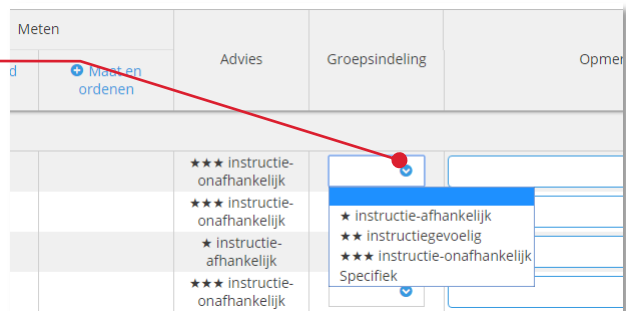 Meten
Advies
Groepsindeling
Opmer
d
Maat en
ordenen
★★★ instructie-
onafhankelijk
★★★ instructie-
onafhankelijk
★ instructie-
afhankelijk
★★★ instructie-
onafhankelijk
★ instructie-afhankelijk
★★ instructiegevoelig
★★★ instructie-onafhankelijk
Specifiek